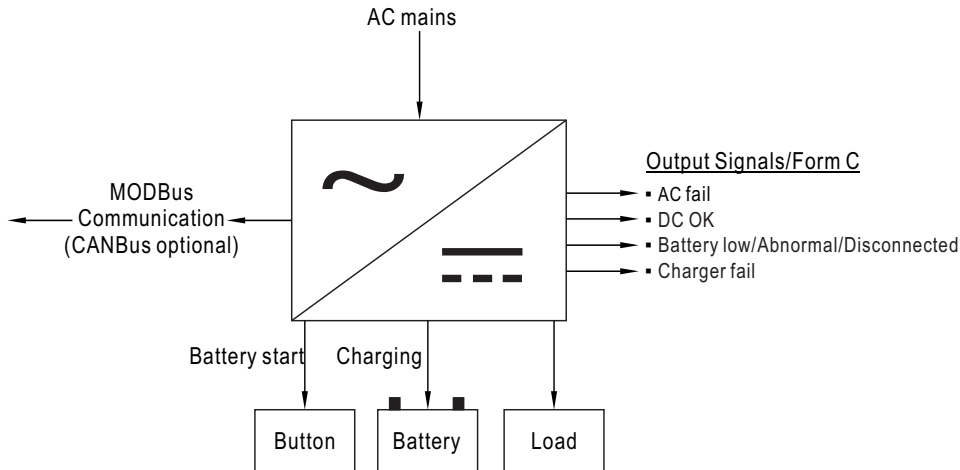 AC mains
Output Signals/Form C
▪ AC fail
▪ DC OK
▪ Battery low/Abnormal/Disconnected
▪ Charger fail
MODBus
Communication
(CANBus optional)
Battery start
Charging
Button
Battery
Load